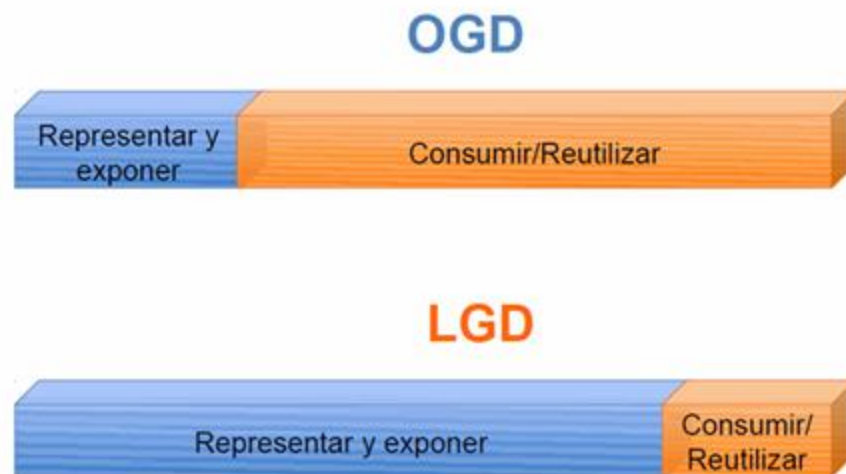 OGD
Representar y
exponer
Consumir/Reutilizar
LGD
Representar y exponer
Consumir/
Reutilizar